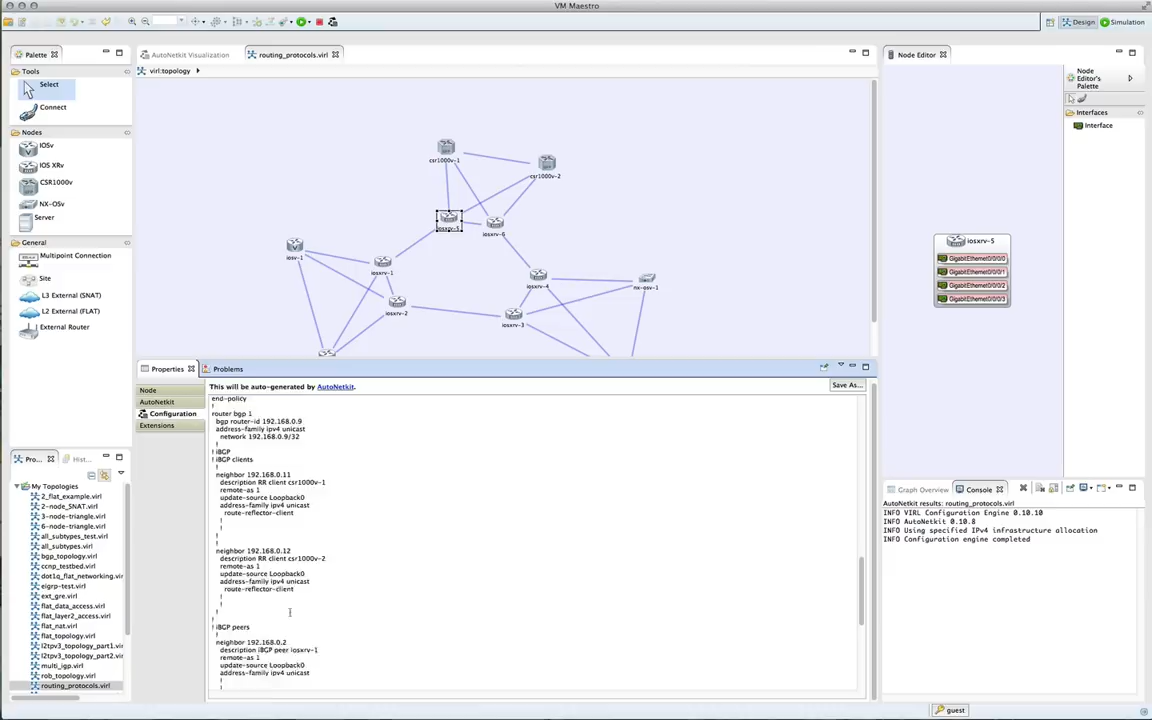 VM Maestro
Design
Simulation
Palette
Tools
Select
Connect
Nodes
IOSv
IOS XRv
CSR1000v
NX-OSv
Server
General
Multipoint Connection
Site
L3 External (SNAT)
L2 External (FLAT)
External Router
AutoNetkit Visualization
routing_protocols.virl
virl:topology
csr1000v-1
csr1000v-2
iosxrv-5
iosxrv-6
iosv-1
iosxrv-1
iosxrv-2
iosxrv-4
iosxrv-3
nx-osv-1
Node Editor
Node
Editor's
Palette
Interfaces
Interface
iosxrv-5
GigabitEthernet0/0/0/0
GigabitEthernet0/0/0/1
GigabitEthernet0/0/0/2
GigabitEthernet0/0/0/3
Properties
Problems
Node
AutoNetkit
Configuration
Extensions
This will be auto-generated by AutoNetkit.
Save As...
end-policy
!
router bgp 1
bgp router-id 192.168.0.9
address-family ipv4 unicast
network 192.168.0.9/32
!
! iBGP
! iBGP clients
!
neighbor 192.168.0.11
description RR client csr1000v-1
remote-as 1
update-source Loopback0
address-family ipv4 unicast
route-reflector-client
!
!
!
!
neighbor 192.168.0.12
description RR client csr1000v-2
remote-as 1
update-source Loopback0
address-family ipv4 unicast
route-reflector-client
!
!
!
! iBGP peers
!
neighbor 192.168.0.2
description iBGP peer iosxrv-1
remote-as 1
update-source Loopback0
address-family ipv4 unicast
!
Pro...
Hist...
My Topologies
2_flat_example.virl
2-node_SNAT.virl
3-node-triangle.virl
6-node-triangle.virl
all_subtypes_test.virl
all_subtypes.virl
bgp_topology.virl
ccnp_testbed.virl
dot1q_flat_networking.virl
eigrp-test.virl
ext_gre.virl
flat_data_access.virl
flat_layer2_access.virl
flat_nat.virl
flat_topology.virl
l2tpv3_topology_part1.virl
l2tpv3_topology_part2.virl
multi_igp.virl
rob_topology.virl
routing_protocols.virl
Graph Overview
Console
AutoNetkit results: routing_protocols.virl
INFO VIRL Configuration Engine 0.10.10
INFO AutoNetkit 0.10.8
INFO Using specified IPv4 infrastructure allocation
INFO Configuration engine completed
guest